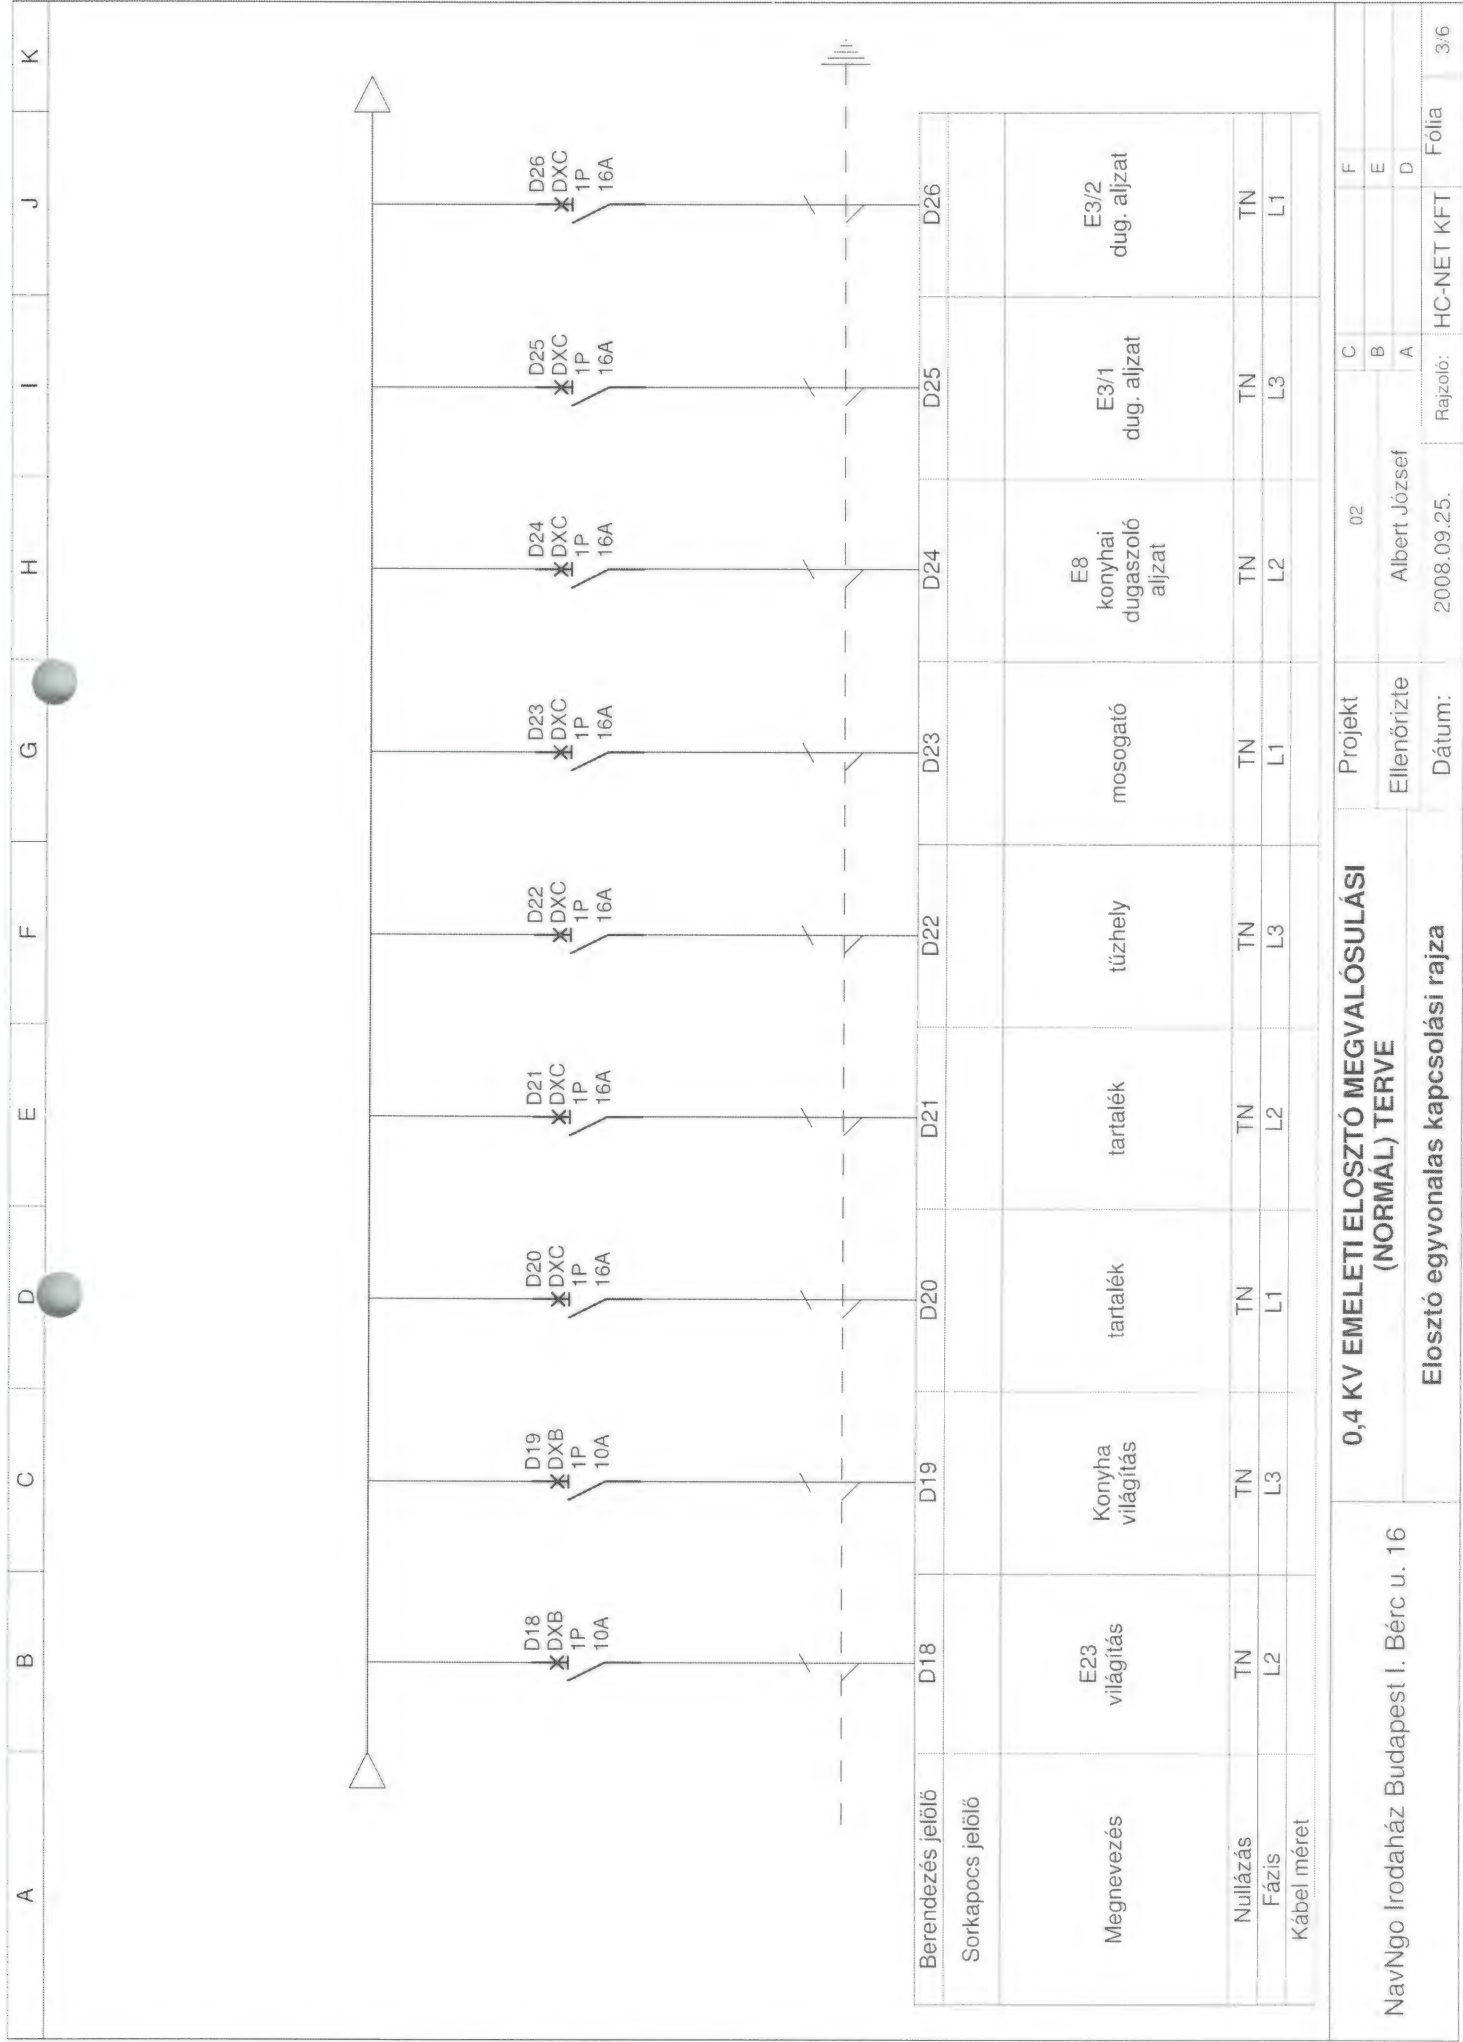 A B C D E F G H I J K
D18 D19 D20 D21 D22 D23 D24 D25 D26
DXB DXB DXC DXC DXC DXC DXC DXC DXC
1P 1P 1P 1P 1P 1P 1P 1P 1P
10A 10A 16A 16A 16A 16A 16A 16A 16A
Berendezés jelölő D18 D19 D20 D21 D22 D23 D24 D25 D26
Sorkapocs jelölő
Megnevezés
E23
világítás
Konyha
világítás
tartalék
tartalék
tűzhely
mosogató
E8
konyhai
dugaszoló
aljzat
E3/1
dug. aljzat
E3/2
dug. aljzat
Nullázás TN TN TN TN TN TN TN TN TN
Fázis L2 L3 L1 L2 L3 L1 L2 L3 L1
Kábel méret
NavNgo Irodaház Budapest I. Bérc u. 16
0,4 KV EMELETI ELOSZTÓ MEGVALÓSULÁSI
(NORMÁL) TERVE
Elosztó egyvonalas kapcsolási rajza
Projekt 02
Ellenőrizte Albert József
Dátum: 2008.09.25.
C F
B E
A D
Rajzoló: HC-NET KFT
Fólia 3/6